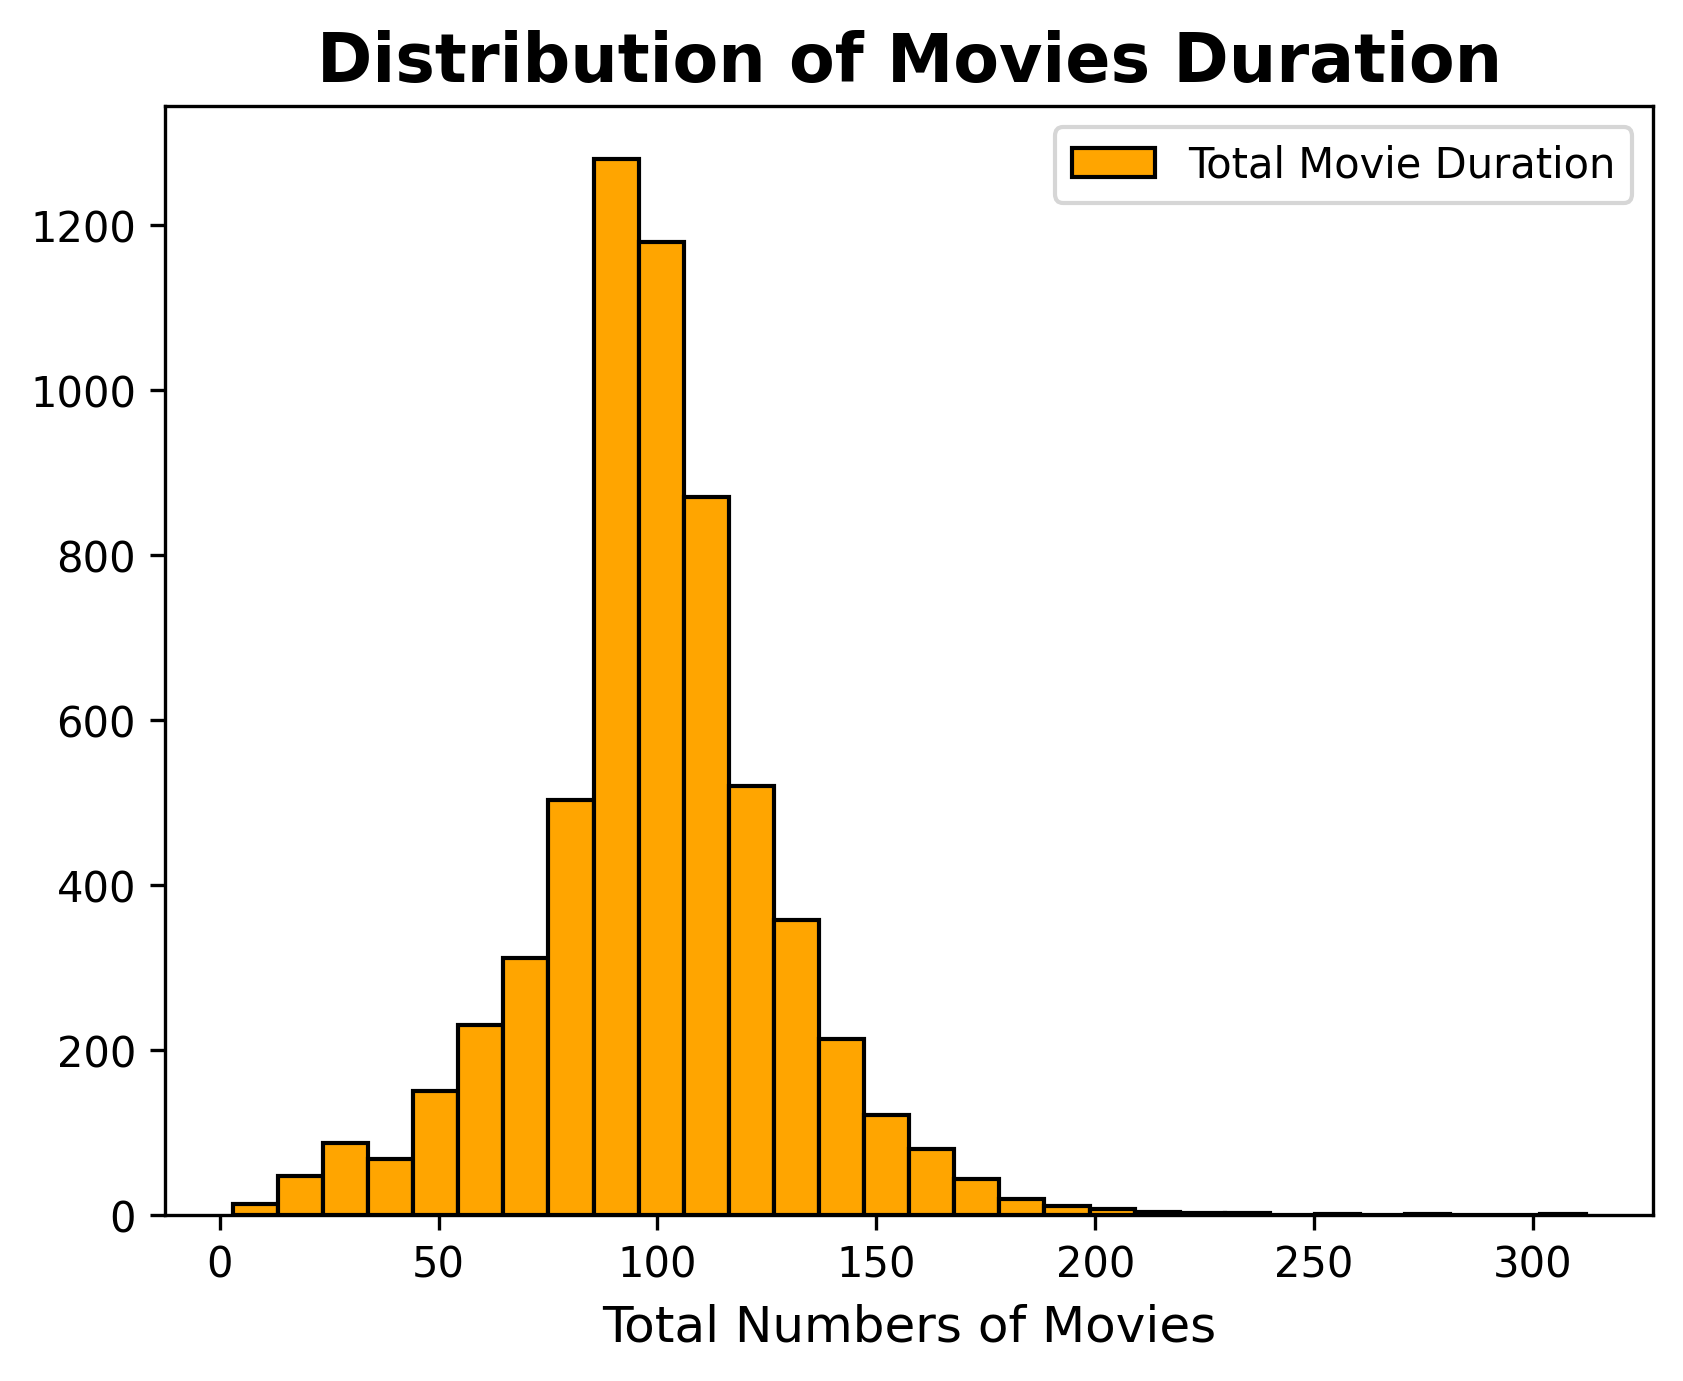 Distribution of Movies Duration
Total Movie Duration
1200
1000
800
600
400
200
0
0 50 100 150 200 250 300
Total Numbers of Movies